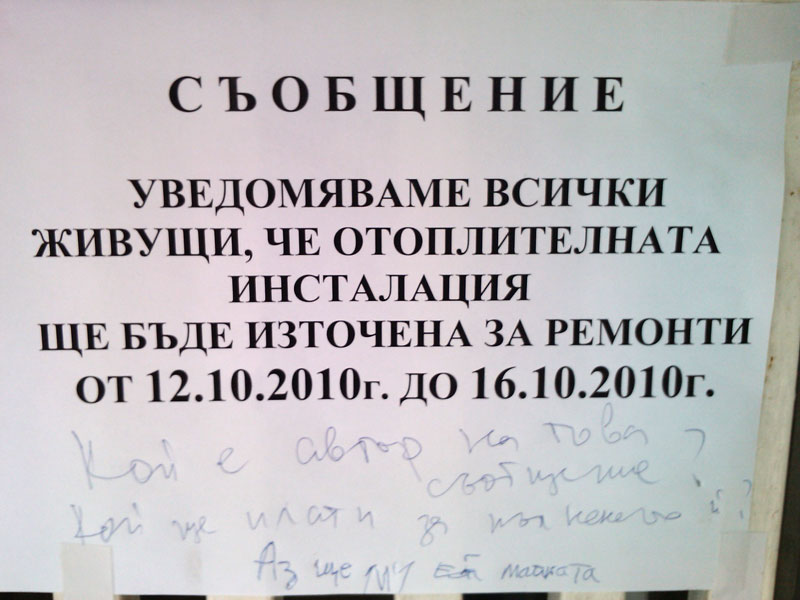 СЪОБЩЕНИЕ
УВЕДОМЯВАМЕ ВСИЧКИ
ЖИВУЩИ, ЧЕ ОТОПЛИТЕЛНАТА
ИНСТАЛАЦИЯ
ЩЕ БЪДЕ ИЗТОЧЕНА ЗА РЕМОНТИ
ОТ 12.10.2010г. ДО 16.10.2010г.
Кой е автор на това
съобщение?
Кой ще плати за пълненето ѝ?
Аз ще му майката